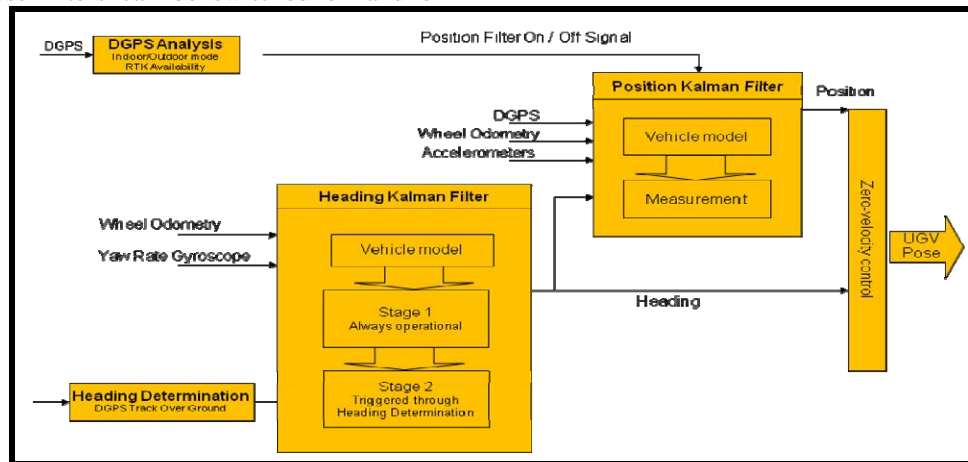 DGPS
DGPS Analysis
Indoor/Outdoor mode
RTK Availability
Position Filter On / Off Signal
Position Kalman Filter
Position
DGPS
Wheel Odometry
Accelerometers
Vehicle model
Measurement
Heading Kalman Filter
Wheel Odometry
Yaw Rate Gyroscope
Vehicle model
Stage 1
Always operational
Stage 2
Triggered through
Heading Determination
Heading
Zero-velocity control
UGV
Pose
Heading Determination
DGPS Track Over Ground